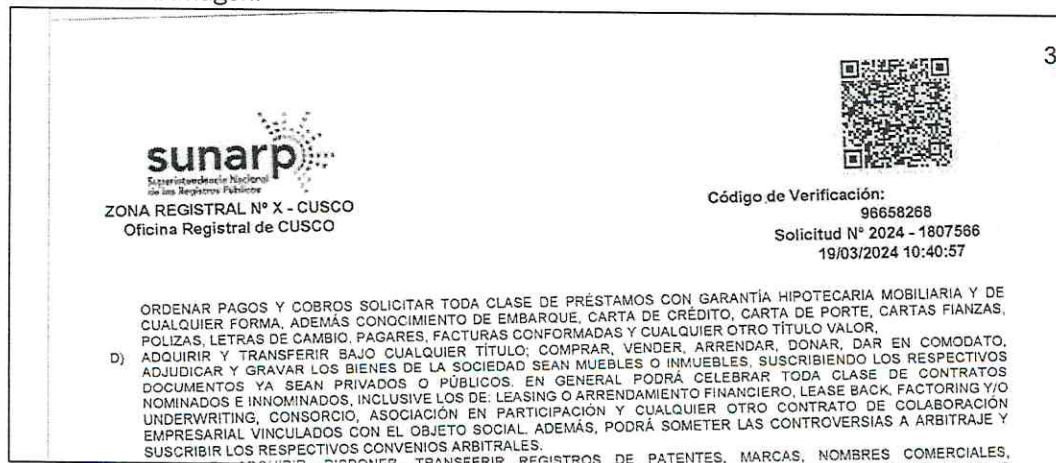 3
sunarp
Superintendencia Nacional
de los Registros Públicos
ZONA REGISTRAL Nº X - CUSCO
Oficina Registral de CUSCO
Código de Verificación:
96658268
Solicitud Nº 2024 - 1807566
19/03/2024 10:40:57
ORDENAR PAGOS Y COBROS SOLICITAR TODA CLASE DE PRÉSTAMOS CON GARANTÍA HIPOTECARIA MOBILIARIA Y DE
CUALQUIER FORMA, ADEMÁS CONOCIMIENTO DE EMBARQUE, CARTA DE CRÉDITO, CARTA DE PORTE, CARTAS FIANZAS,
POLIZAS, LETRAS DE CAMBIO, PAGARES, FACTURAS CONFORMADAS Y CUALQUIER OTRO TÍTULO VALOR,
D) ADQUIRIR Y TRANSFERIR BAJO CUALQUIER TÍTULO; COMPRAR, VENDER, ARRENDAR, DONAR, DAR EN COMODATO,
ADJUDICAR Y GRAVAR LOS BIENES DE LA SOCIEDAD SEAN MUEBLES O INMUEBLES, SUSCRIBIENDO LOS RESPECTIVOS
DOCUMENTOS YA SEAN PRIVADOS O PÚBLICOS. EN GENERAL PODRÁ CELEBRAR TODA CLASE DE CONTRATOS
NOMINADOS E INNOMINADOS, INCLUSIVE LOS DE: LEASING O ARRENDAMIENTO FINANCIERO, LEASE BACK, FACTORING Y/O
UNDERWRITING, CONSORCIO, ASOCIACIÓN EN PARTICIPACIÓN Y CUALQUIER OTRO CONTRATO DE COLABORACIÓN
EMPRESARIAL VINCULADOS CON EL OBJETO SOCIAL. ADEMÁS, PODRÁ SOMETER LAS CONTROVERSIAS A ARBITRAJE Y
SUSCRIBIR LOS RESPECTIVOS CONVENIOS ARBITRALES.
DISPONER, TRANSFERIR REGISTROS DE PATENTES, MARCAS, NOMBRES COMERCIALES,